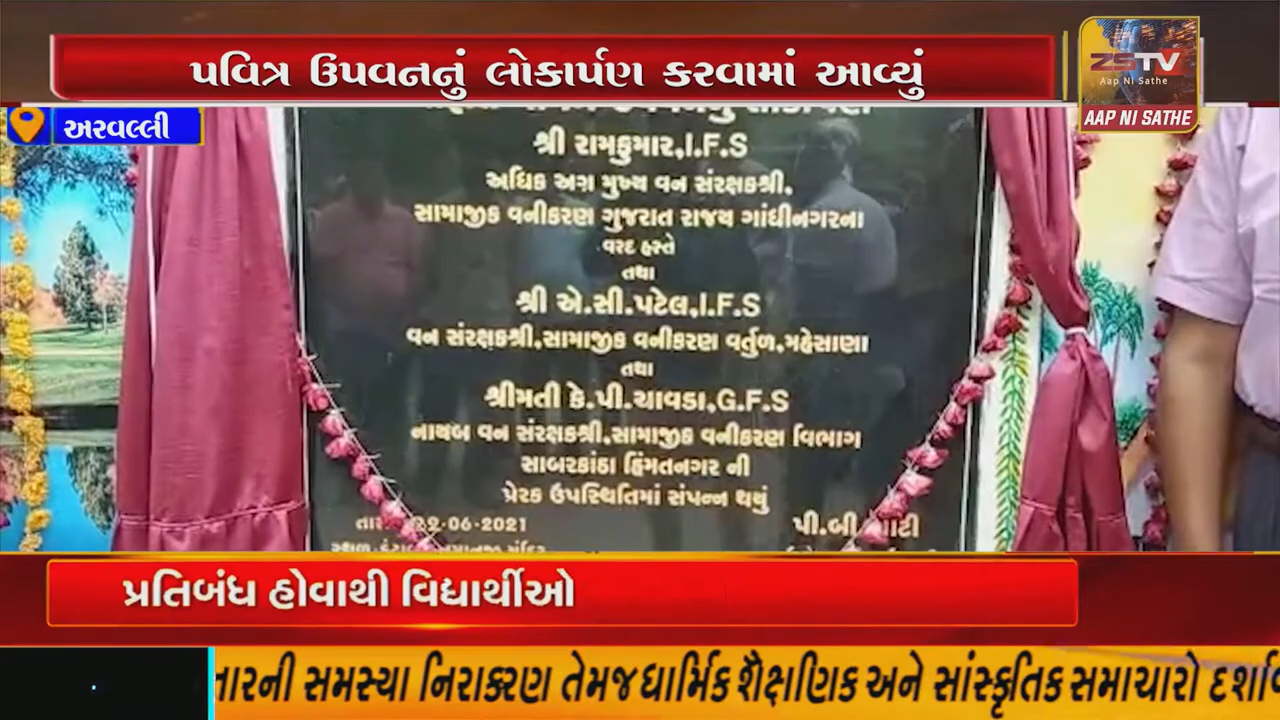 પવિત્ર ઉપવનનું લોકાર્પણ કરવામાં આવ્યું
ZSTV
Aap Ni Sathe
AAP NI SATHE
અરવલ્લી
શ્રી રામકુમાર,I.F.S
અધિક અગ્ર મુખ્ય વન સંરક્ષકશ્રી.
સામાજીક વનીકરણ ગુજરાત રાજય ગાંધીનગરના
વરદ હસ્તે
તથા
શ્રી એ.સી.પટેલ,I.F.S
વન સંરક્ષકશ્રી.સામાજીક વનીકરણ વર્તુળ.મહેસાણા
તથા
શ્રીમતી કે.પી.ચાવડા,G.F.S
નાયબ વન સંરક્ષકશ્રી.સામાજીક વનીકરણ વિભાગ
સાબરકાંઠા હિંમતનગર ની
પ્રેરક ઉપસ્થિતિમાં સંપન્ન થયું
-06-2021
પી.બી
પ્રતિબંધ હોવાથી વિદ્યાર્થીઓ
તારની સમસ્યા નિરાકરણ તેમજ ધાર્મિક શૈક્ષણિક અને સાંસ્કૃતિક સમાચારો